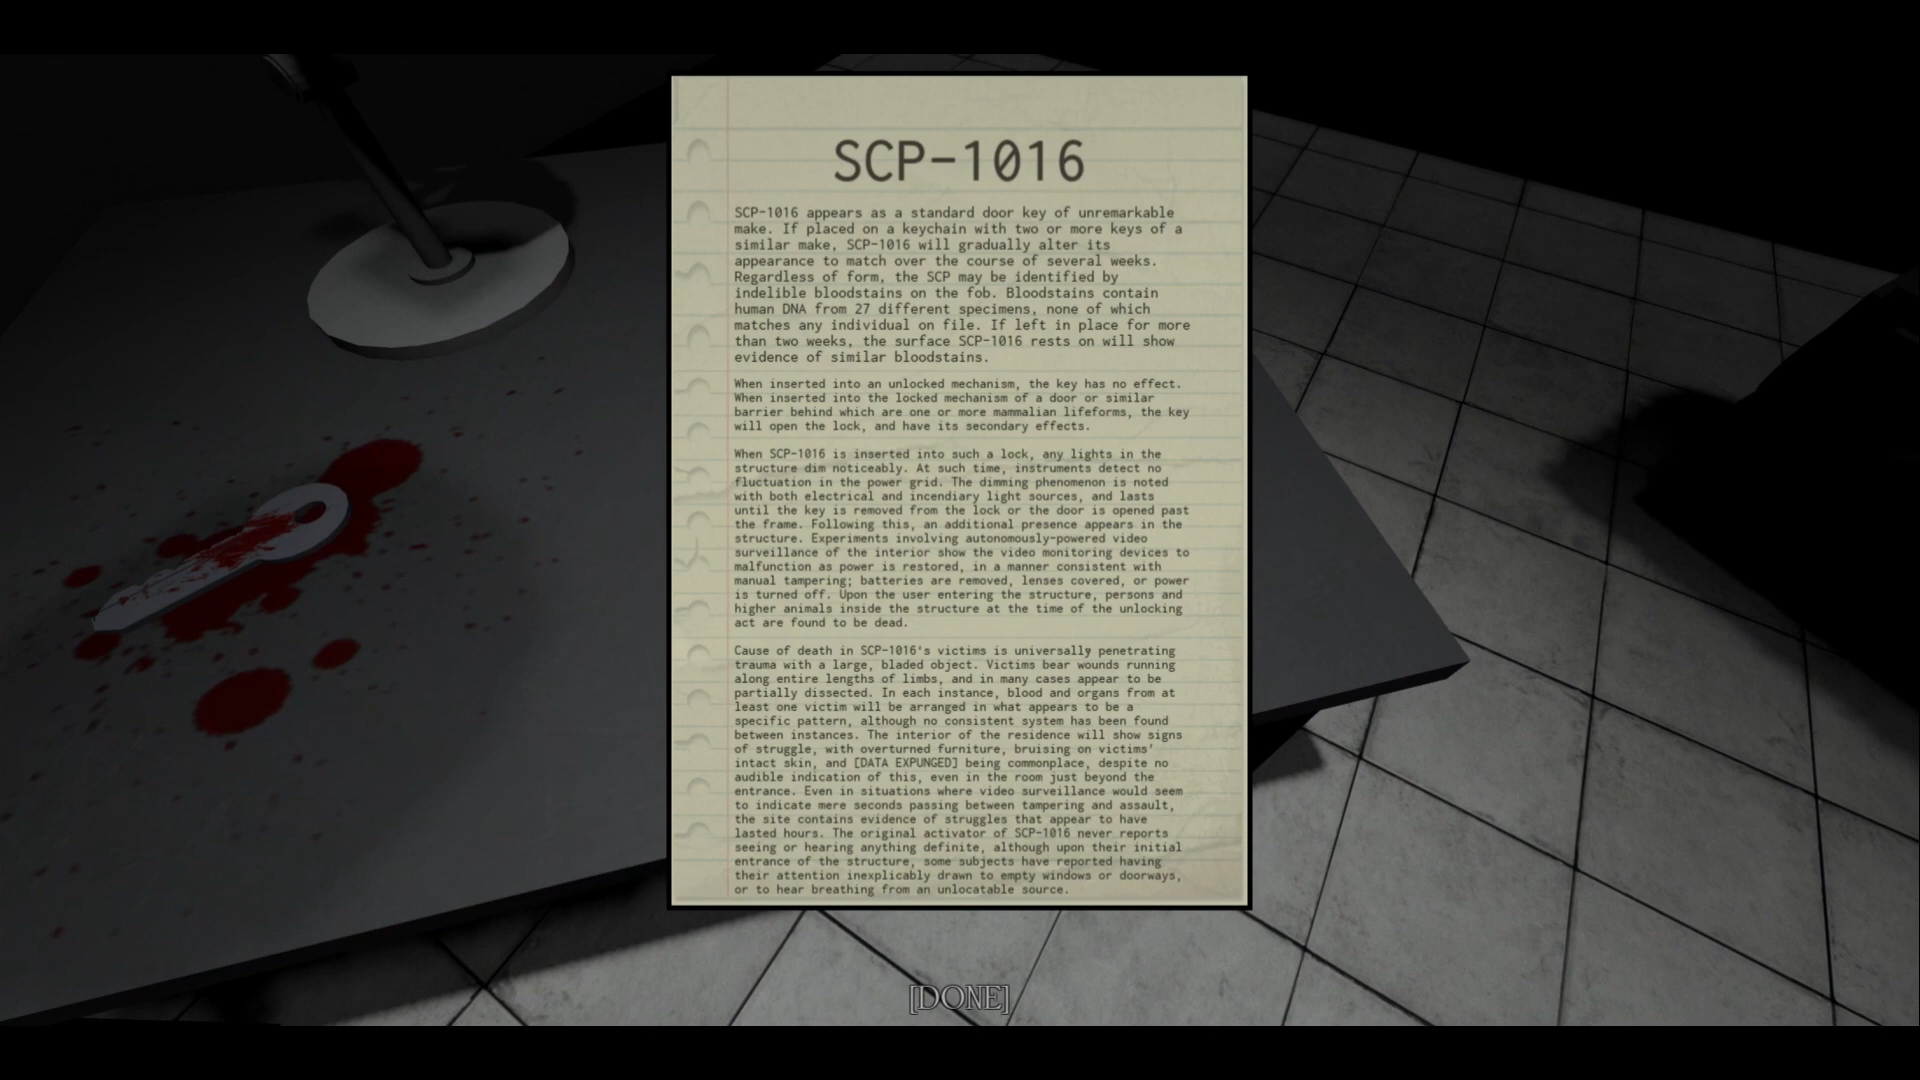 SCP-1016
SCP-1016 appears as a standard door key of unremarkable
make. If placed on a keychain with two or more keys of a
similar make, SCP-1016 will gradually alter its
appearance to match over the course of several weeks.
Regardless of form, the SCP may be identified by
indelible bloodstains on the fob. Bloodstains contain
human DNA from 27 different specimens, none of which
matches any individual on file. If left in place for more
than two weeks, the surface SCP-1016 rests on will show
evidence of similar bloodstains.
When inserted into an unlocked mechanism, the key has no effect.
When inserted into the locked mechanism of a door or similar
barrier behind which are one or more mammalian lifeforms, the key
will open the lock, and have its secondary effects.
When SCP-1016 is inserted into such a lock, any lights in the
structure dim noticeably. At such time, instruments detect no
fluctuation in the power grid. The dimming phenomenon is noted
with both electrical and incendiary light sources, and lasts
until the key is removed from the lock or the door is opened past
the frame. Following this, an additional presence appears in the
structure. Experiments involving autonomously-powered video
surveillance of the interior show the video monitoring devices to
malfunction as power is restored, in a manner consistent with
manual tampering; batteries are removed, lenses covered, or power
is turned off. Upon the user entering the structure, persons and
higher animals inside the structure at the time of the unlocking
act are found to be dead.
Cause of death in SCP-1016's victims is universally penetrating
trauma with a large, bladed object. Victims bear wounds running
along entire lengths of limbs, and in many cases appear to be
partially dissected. In each instance, blood and organs from at
least one victim will be arranged in what appears to be a
specific pattern, although no consistent system has been found
between instances. The interior of the residence will show signs
of struggle, with overturned furniture, bruising on victims'
intact skin, and [DATA EXPUNGED] being commonplace, despite no
audible indication of this, even in the room just beyond the
entrance. Even in situations where video surveillance would seem
to indicate mere seconds passing between tampering and assault,
the site contains evidence of struggles that appear to have
lasted hours. The original activator of SCP-1016 never reports
seeing or hearing anything definite, although upon their initial
entrance of the structure, some subjects have reported having
their attention inexplicably drawn to empty windows or doorways,
or to hear breathing from an unlocatable source.
[DONE]